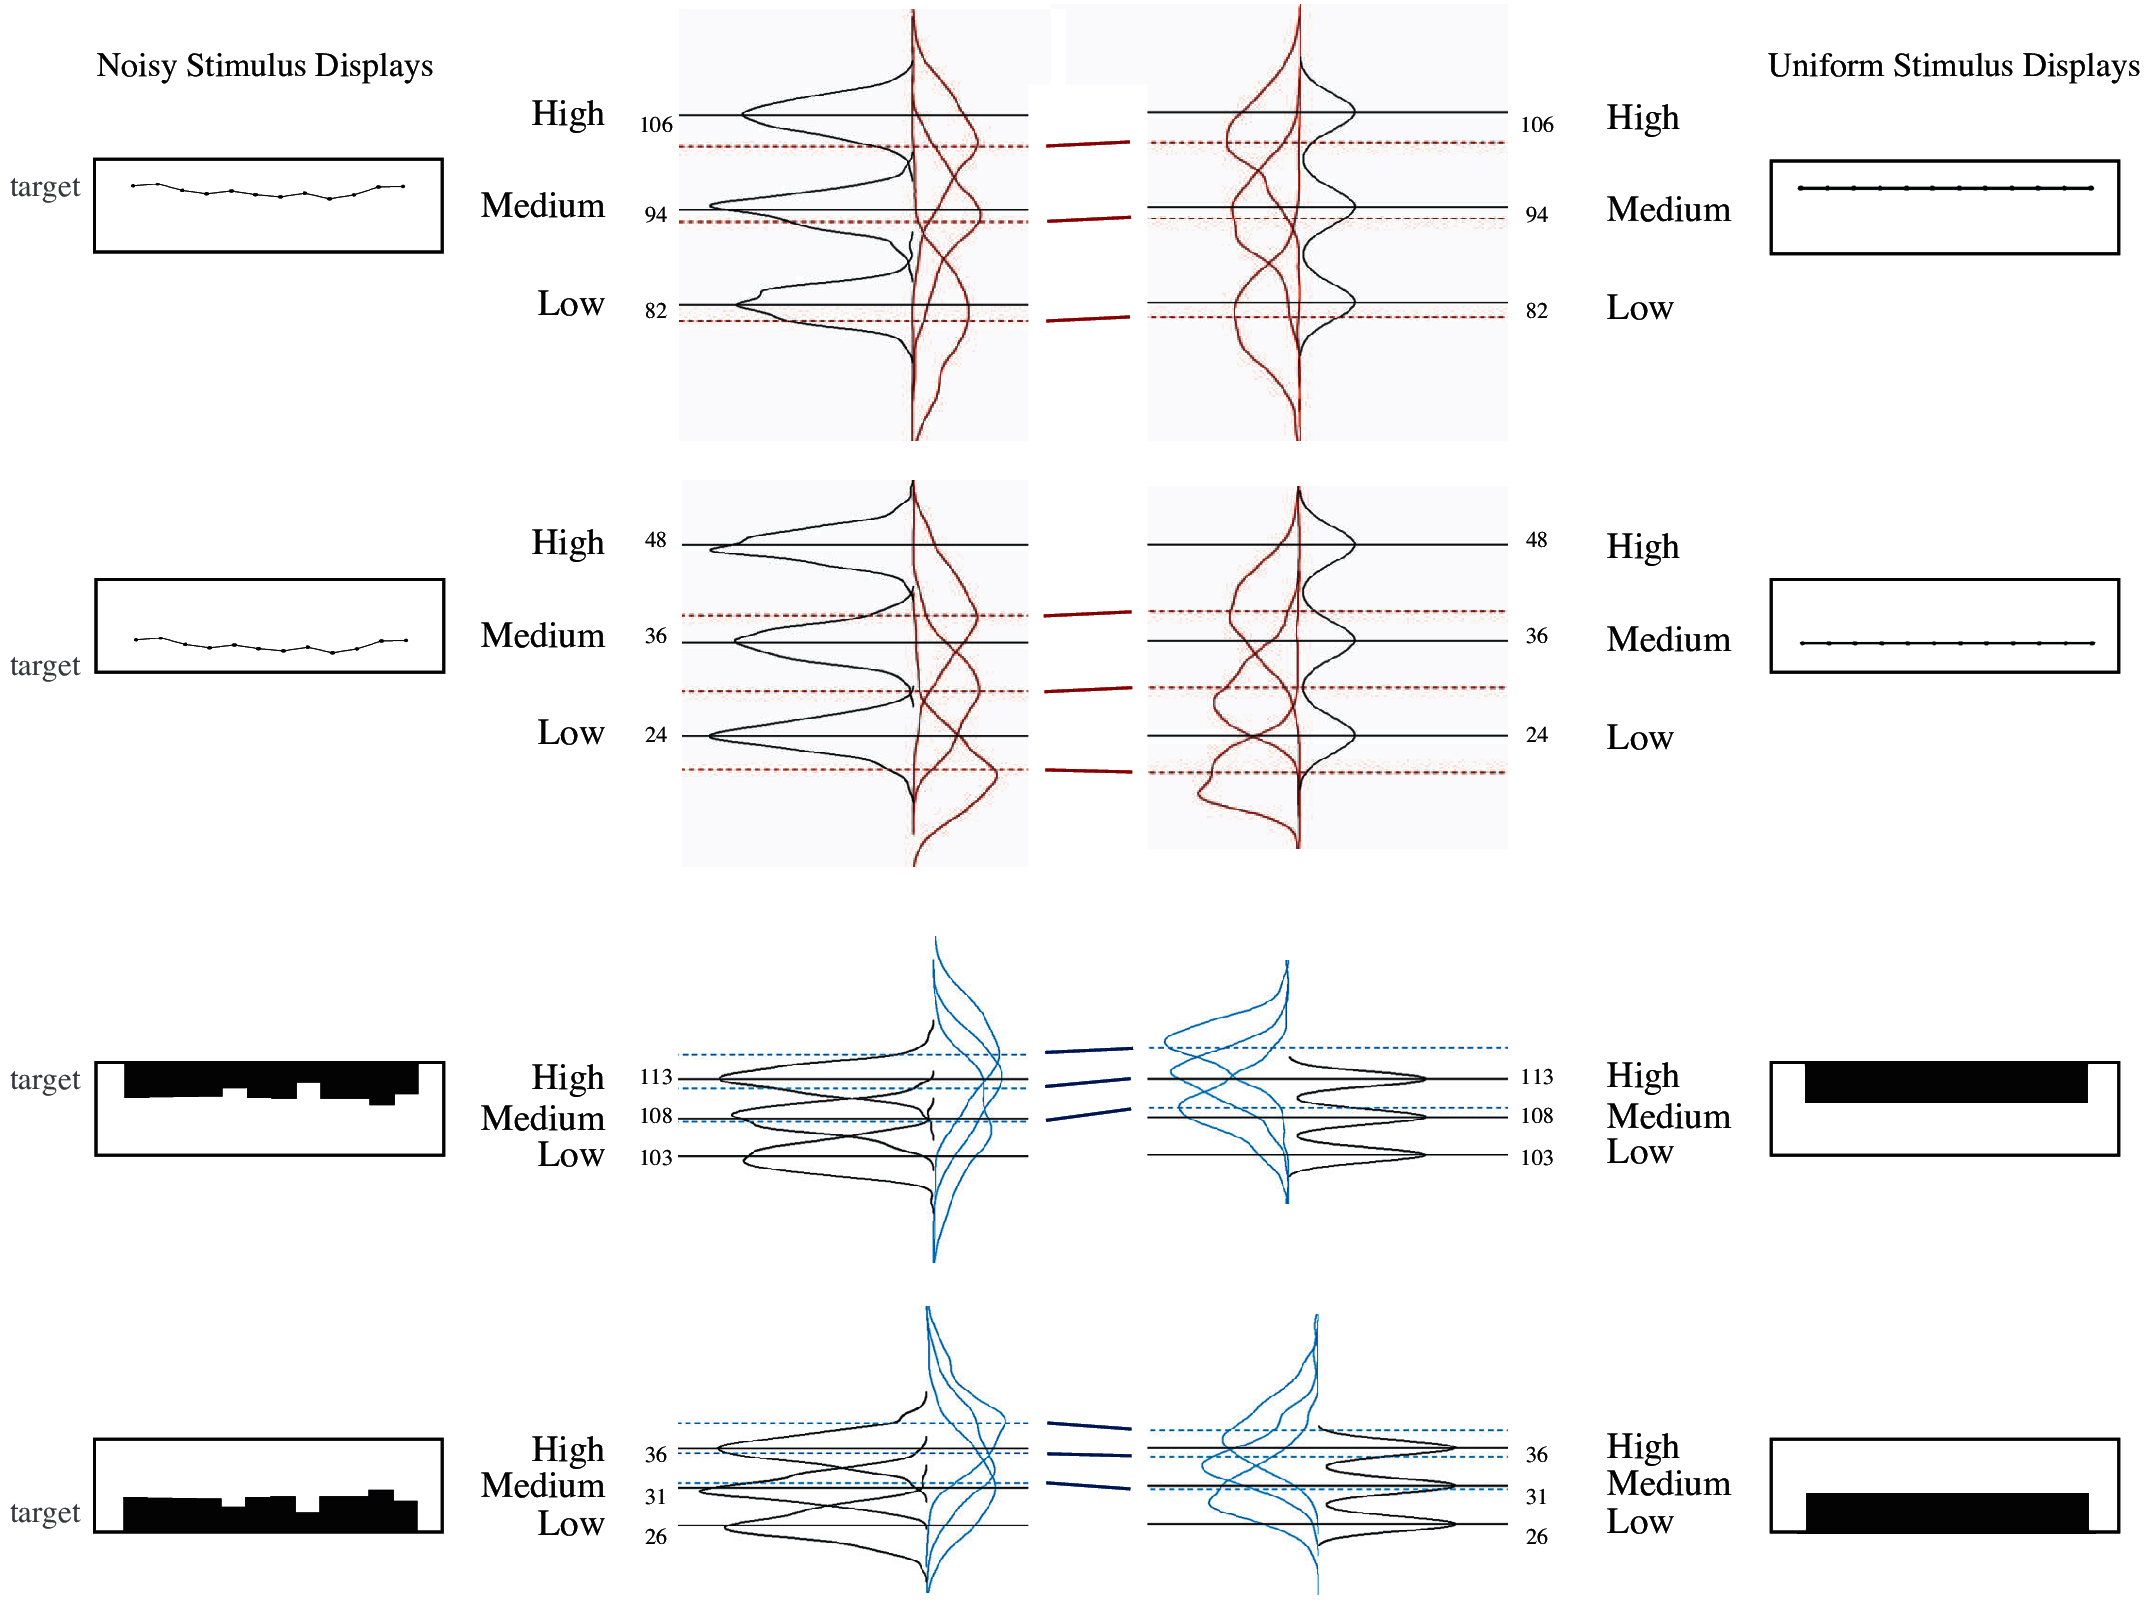 Noisy Stimulus Displays
Uniform Stimulus Displays
High 106 106 High
target
Medium 94 94 Medium
Low 82 82 Low
High 48 48 High
Medium 36 36 Medium
target
Low 24 24 Low
target High 113 113 High
Medium 108 108 Medium
Low 103 103 Low
High 36 36 High
Medium 31 31 Medium
target Low 26 26 Low